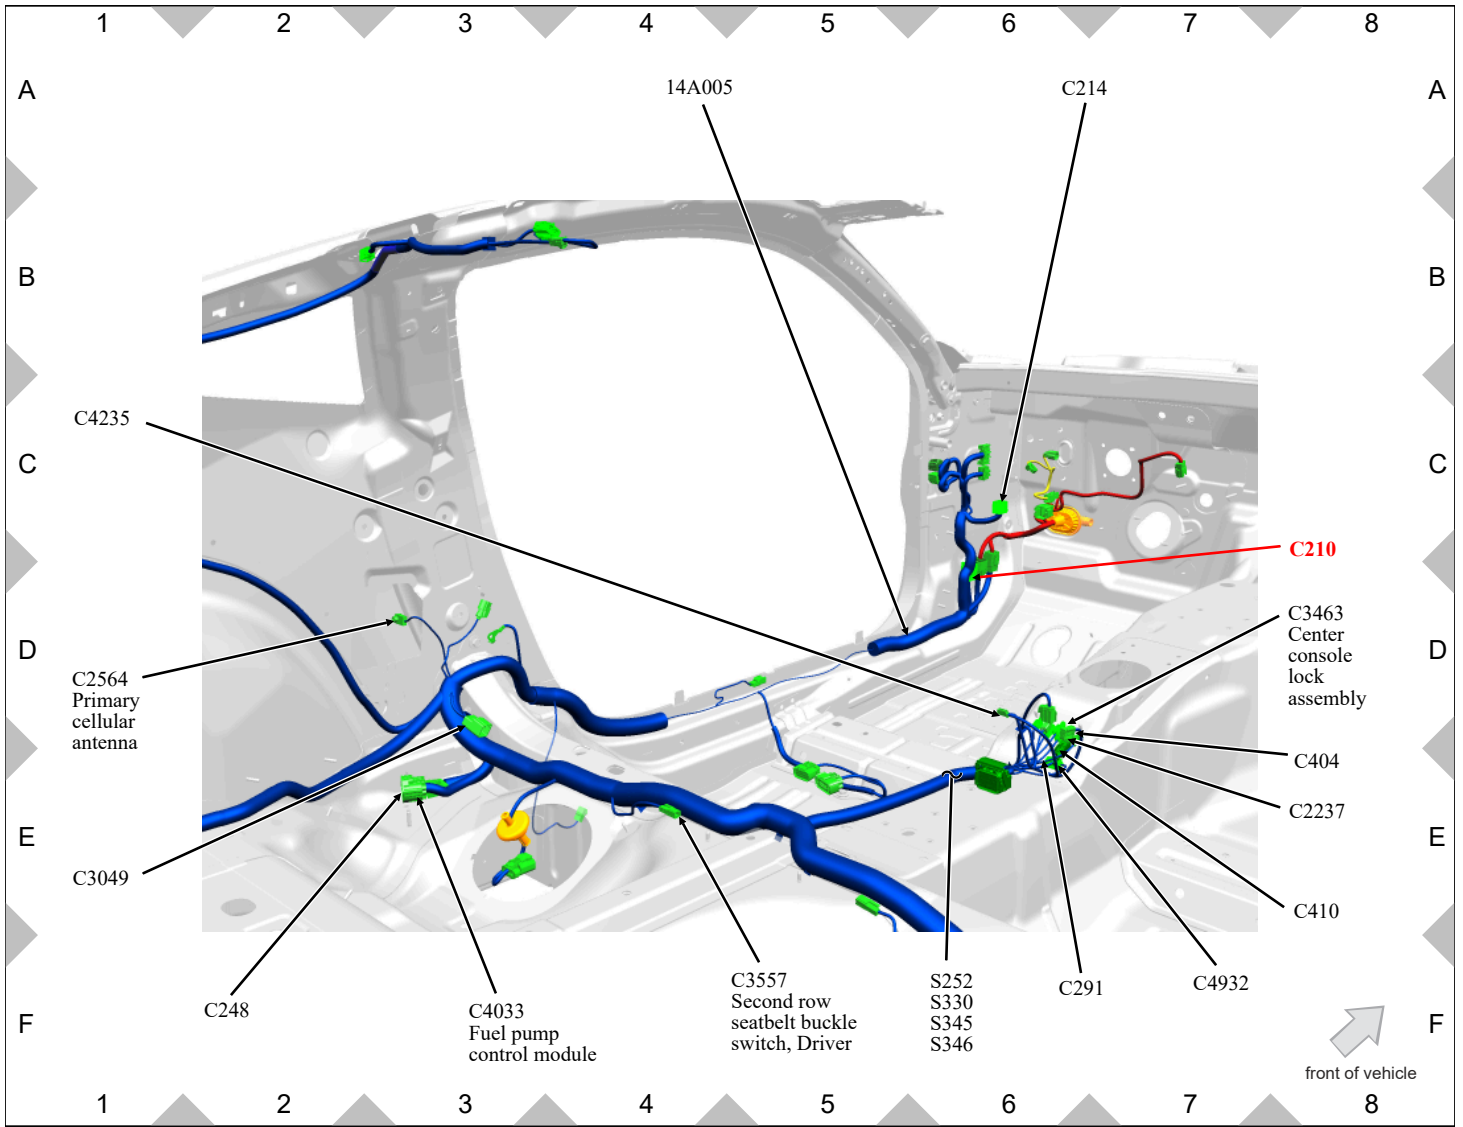 1 2 3 4 5 6 7 8
A A
14A005 C214
B B
C4235
C C
C210
C3463
Center
console
lock
assembly
D D
C2564
Primary
cellular
antenna
C404
C2237
E E
C3049
C410
C3557
Second row
seatbelt buckle
switch, Driver
S252
S330
S345
S346
C291
C4932
C248
C4033
Fuel pump
control module
F F
front of vehicle
1 2 3 4 5 6 7 8